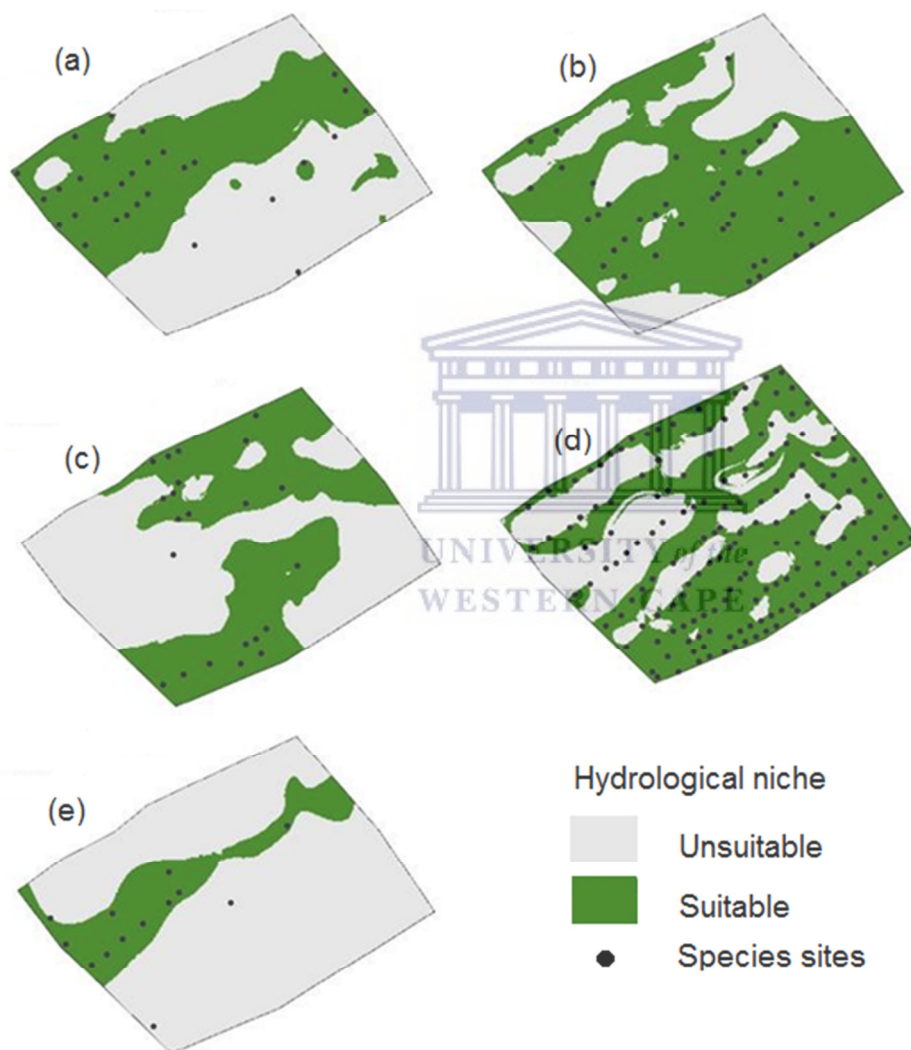 (a)
(b)
(c)
(d)
UNIVERSITY of the
WESTERN CAPE
(e)
Hydrological niche
Unsuitable
Suitable
Species sites